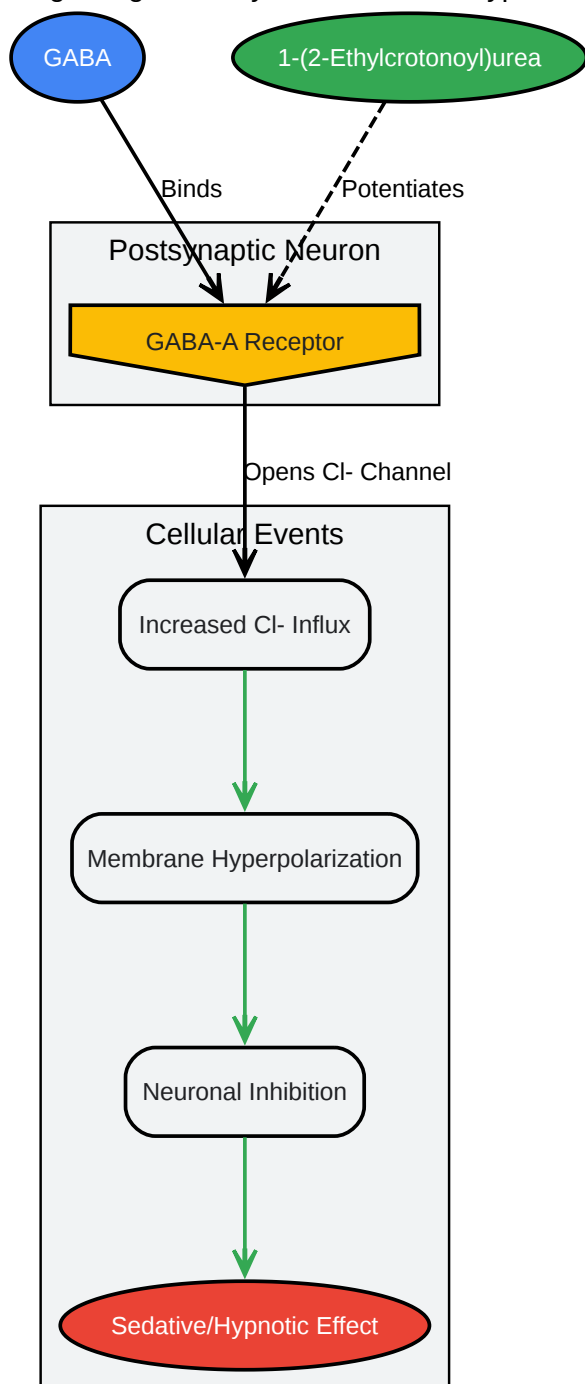 GABA
1-(2-Ethylcrotonoyl)urea
Binds
Potentiates
Postsynaptic Neuron
GABA-A Receptor
Opens Cl- Channel
Cellular Events
Increased Cl- Influx
Membrane Hyperpolarization
Neuronal Inhibition
Sedative/Hypnotic Effect